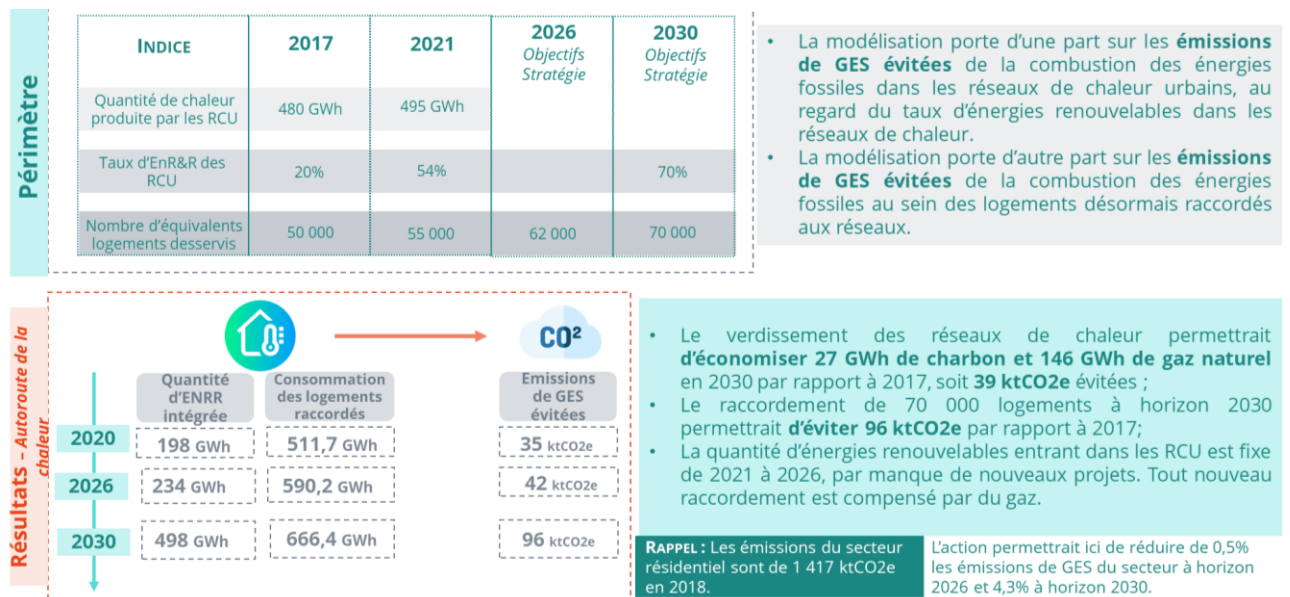 Périmètre
INDICE
2017
2021
2026
Objectifs
Stratégie
2030
Objectifs
Stratégie
Quantité de chaleur
produite par les RCU
480 GWh
495 GWh
Taux d'EnR&R des
RCU
20%
54%
70%
Nombre d'équivalents
logements desservis
50 000
55 000
62 000
70 000
• La modélisation porte d'une part sur les émissions
de GES évitées de la combustion des énergies
fossiles dans les réseaux de chaleur urbains, au
regard du taux d'énergies renouvelables dans les
réseaux de chaleur.
• La modélisation porte d'autre part sur les émissions
de GES évitées de la combustion des énergies
fossiles au sein des logements désormais raccordés
aux réseaux.
Résultats – Autoroute de la
chaleur
CO²
Quantité
d'ENRR
intégrée
Consommation
des logements
raccordés
Emissions
de GES
évitées
2020
198 GWh
511,7 GWh
35 ktCO2e
2026
234 GWh
590,2 GWh
42 ktCO2e
2030
498 GWh
666,4 GWh
96 ktCO2e
• Le verdissement des réseaux de chaleur permettrait
d'économiser 27 GWh de charbon et 146 GWh de gaz naturel
en 2030 par rapport à 2017, soit 39 ktCO2e évitées ;
• Le raccordement de 70 000 logements à horizon 2030
permettrait d'éviter 96 ktCO2e par rapport à 2017;
• La quantité d'énergies renouvelables entrant dans les RCU est fixe
de 2021 à 2026, par manque de nouveaux projets. Tout nouveau
raccordement est compensé par du gaz.
RAPPEL : Les émissions du secteur
résidentiel sont de 1 417 ktCO2e
en 2018.
L'action permettrait ici de réduire de 0,5%
les émissions de GES du secteur à horizon
2026 et 4,3% à horizon 2030.